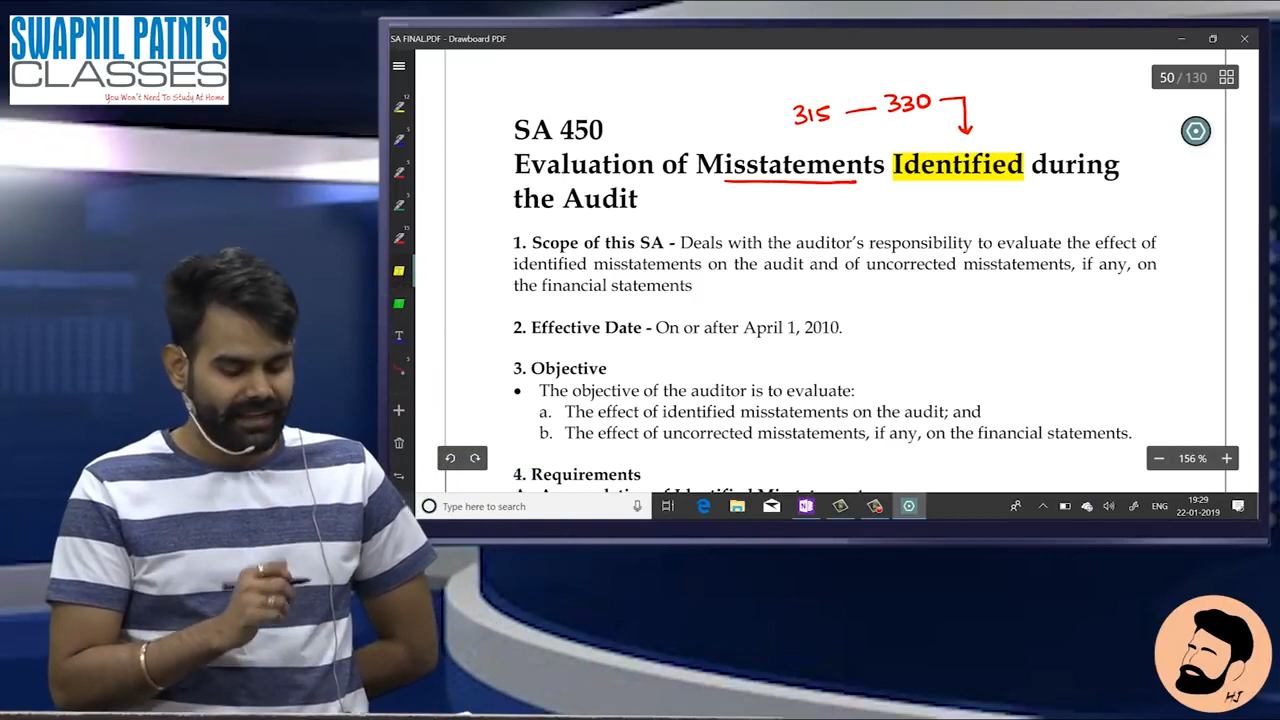 SWAPNIL PATNI'S
CLASSES
You Won't Need To Study At Home
SA FINAL.PDF - Drawboard PDF
50 / 130
315 — 330
SA 450
Evaluation of Misstatements Identified during
the Audit
1. Scope of this SA - Deals with the auditor's responsibility to evaluate the effect of
identified misstatements on the audit and of uncorrected misstatements, if any, on
the financial statements
2. Effective Date - On or after April 1, 2010.
3. Objective
• The objective of the auditor is to evaluate:
a. The effect of identified misstatements on the audit; and
b. The effect of uncorrected misstatements, if any, on the financial statements.
4. Requirements
156 %
Type here to search
ENG
19:29
22-01-2019
HJ